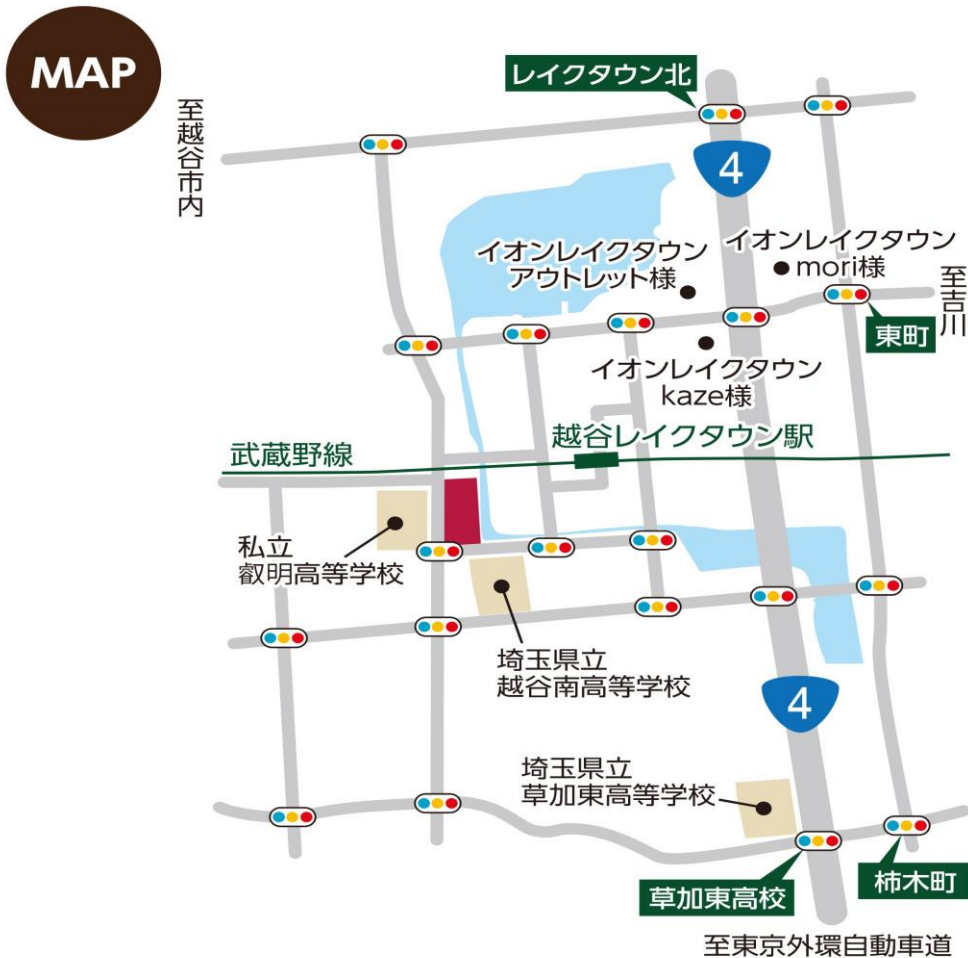 MAP
至越谷市内
レイクタウン北
4
イオンレイクタウン
アウトレット様
イオンレイクタウン
mori様
至吉川
東町
イオンレイクタウン
kaze様
武蔵野線
越谷レイクタウン駅
私立
叡明高等学校
埼玉県立
越谷南高等学校
4
埼玉県立
草加東高等学校
草加東高校
柿木町
至東京外環自動車道